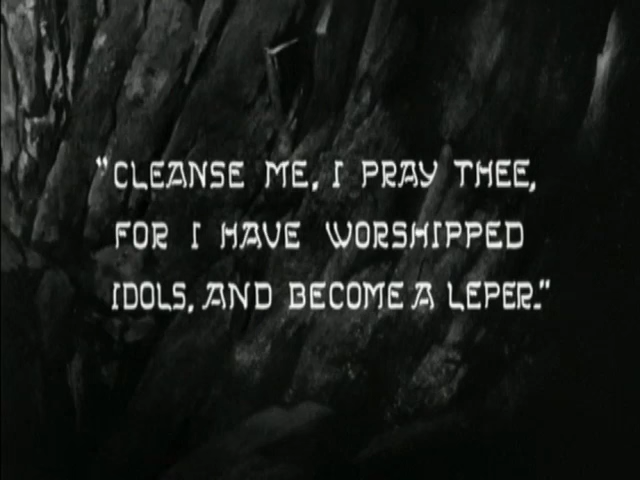 "CLEANSE ME, I PRAY THEE,
FOR I HAVE WORSHIPPED
IDOLS, AND BECOME A LEPER."